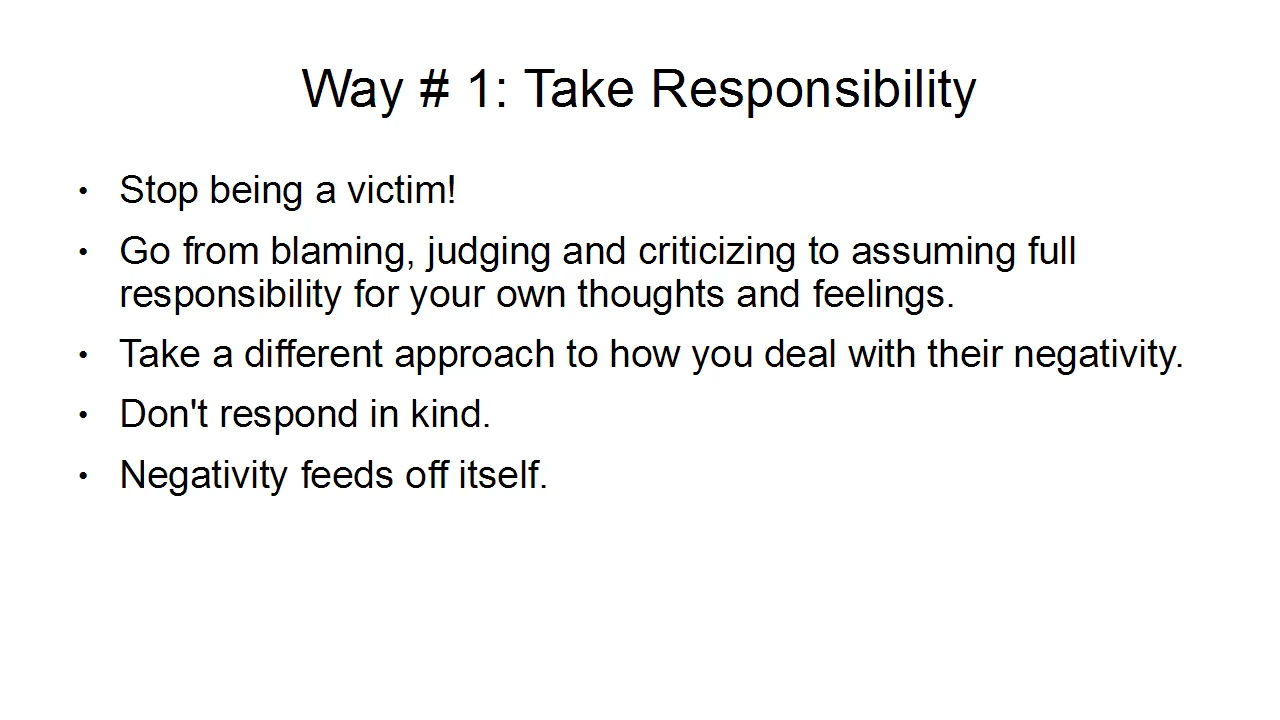 Way # 1: Take Responsibility
• Stop being a victim!
• Go from blaming, judging and criticizing to assuming full
responsibility for your own thoughts and feelings.
• Take a different approach to how you deal with their negativity.
• Don't respond in kind.
• Negativity feeds off itself.